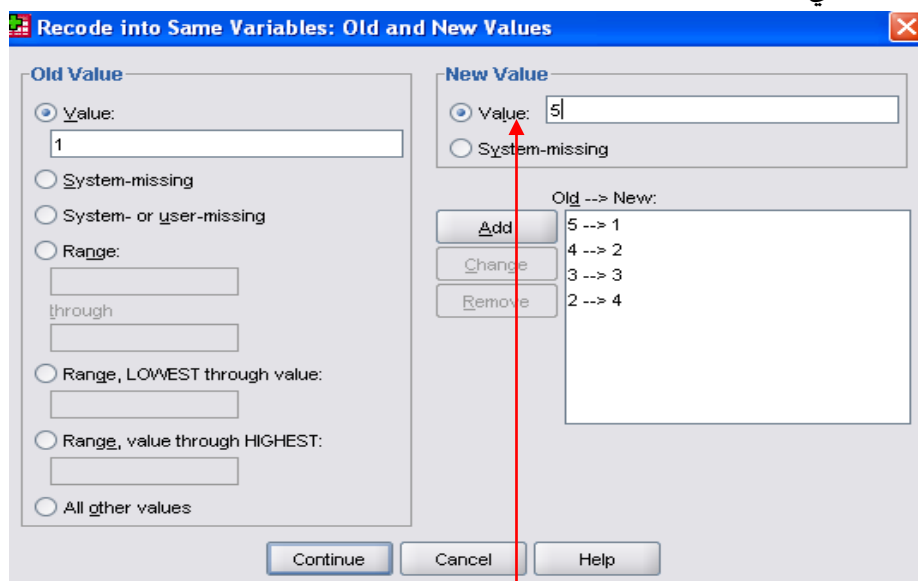 ي
Recode into Same Variables: Old and New Values
Old Value
Value:
1
System-missing
System- or user-missing
Range:
through
Range, LOWEST through value:
Range, value through HIGHEST:
All other values
New Value
Value: 5
System-missing
Old --> New:
Add
Change
Remove
5 --> 1
4 --> 2
3 --> 3
2 --> 4
Continue
Cancel
Help